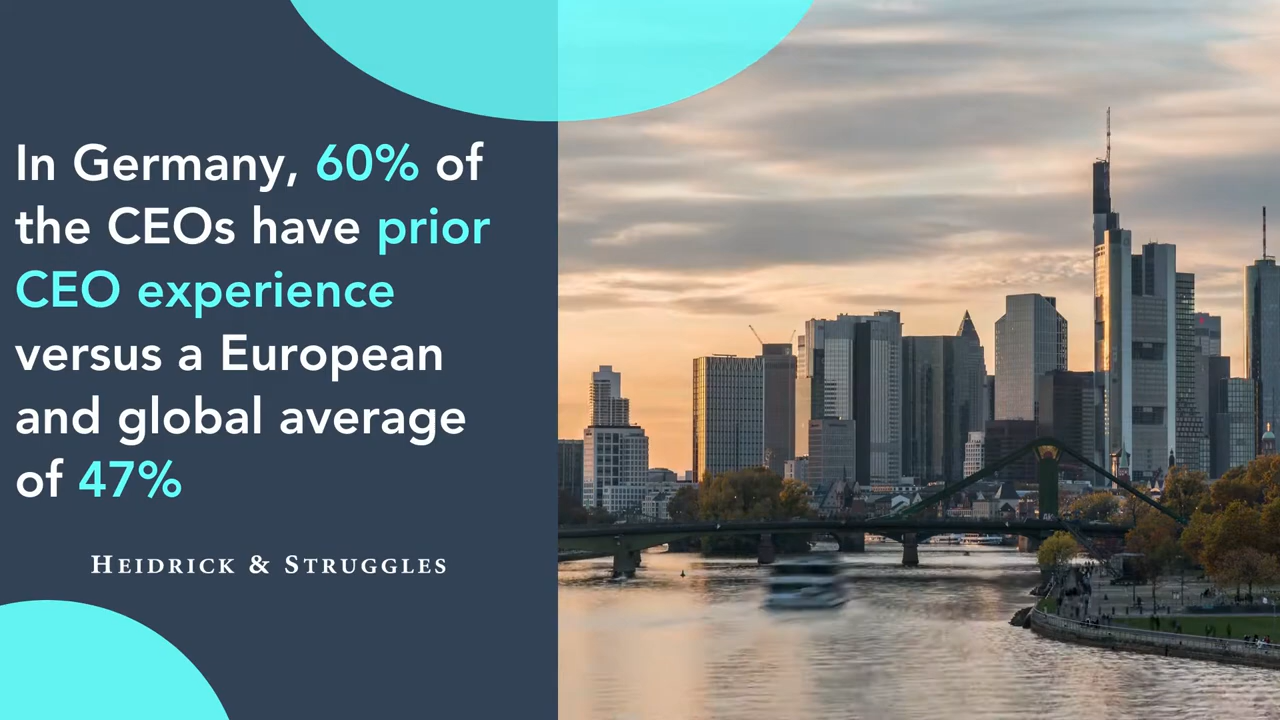 In Germany, 60% of
the CEOs have prior
CEO experience
versus a European
and global average
of 47%
HEIDRICK & STRUGGLES